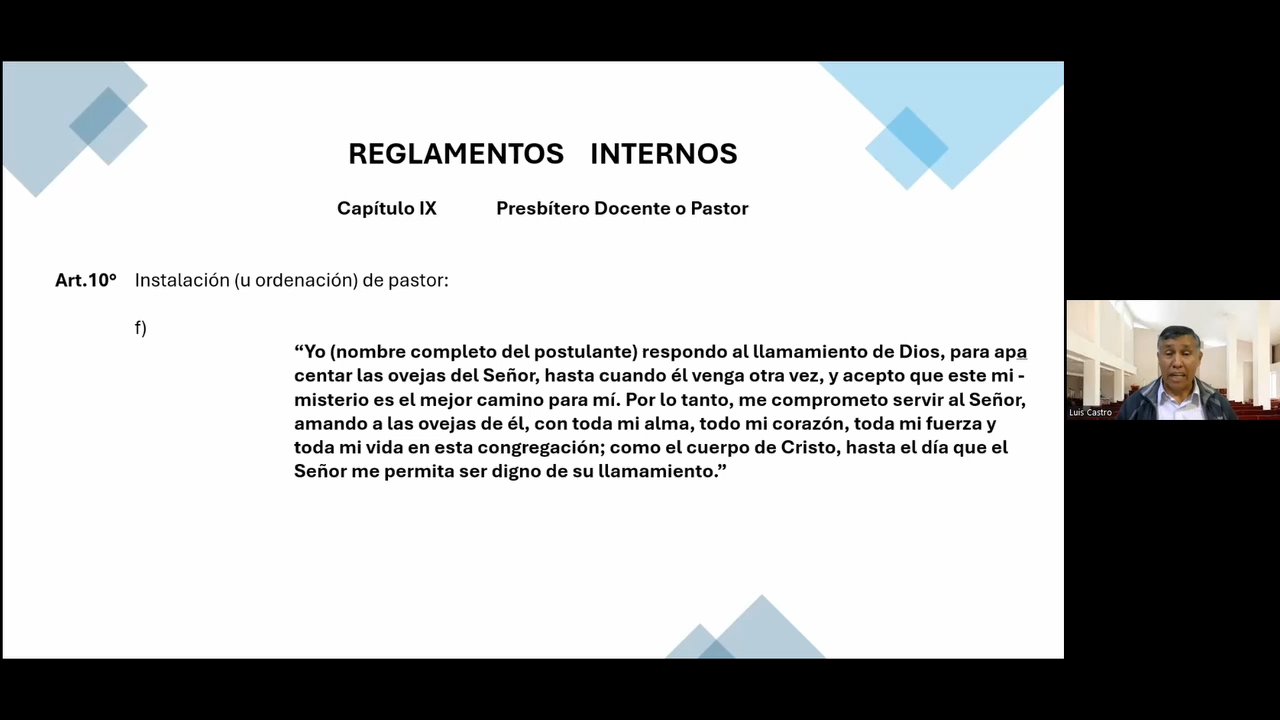 REGLAMENTOS INTERNOS
Capítulo IX Presbítero Docente o Pastor
Art.10° Instalación (u ordenación) de pastor:
f)
“Yo (nombre completo del postulante) respondo al llamamiento de Dios, para apa
centar las ovejas del Señor, hasta cuando él venga otra vez, y acepto que este mi -
misterio es el mejor camino para mí. Por lo tanto, me comprometo servir al Señor,
amando a las ovejas de él, con toda mi alma, todo mi corazón, toda mi fuerza y
toda mi vida en esta congregación; como el cuerpo de Cristo, hasta el día que el
Señor me permita ser digno de su llamamiento.”
Luis Castro